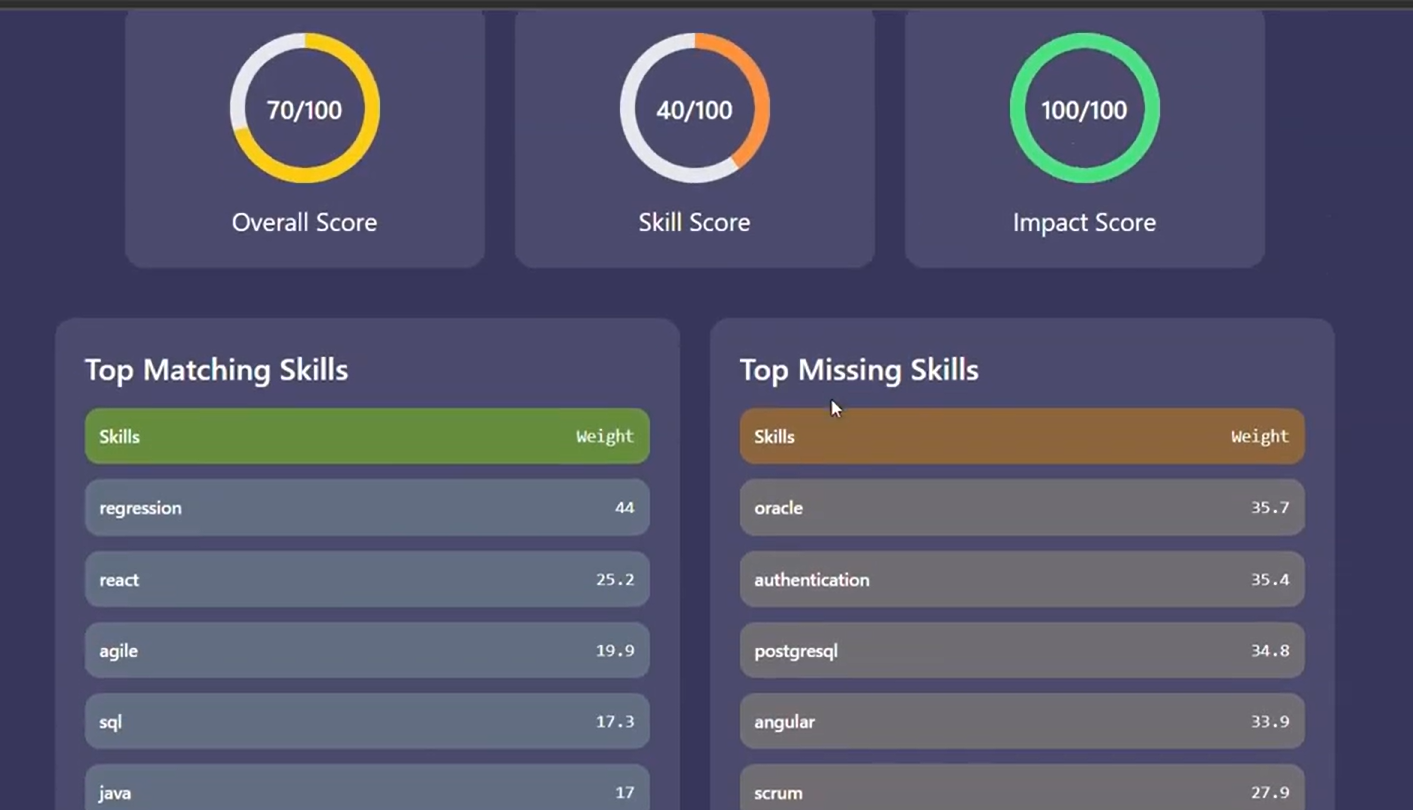 70/100
Overall Score
40/100
Skill Score
100/100
Impact Score
Top Matching Skills
Skills Weight
regression 44
react 25.2
agile 19.9
sql 17.3
java 17
Top Missing Skills
Skills Weight
oracle 35.7
authentication 35.4
postgresql 34.8
angular 33.9
scrum 27.9